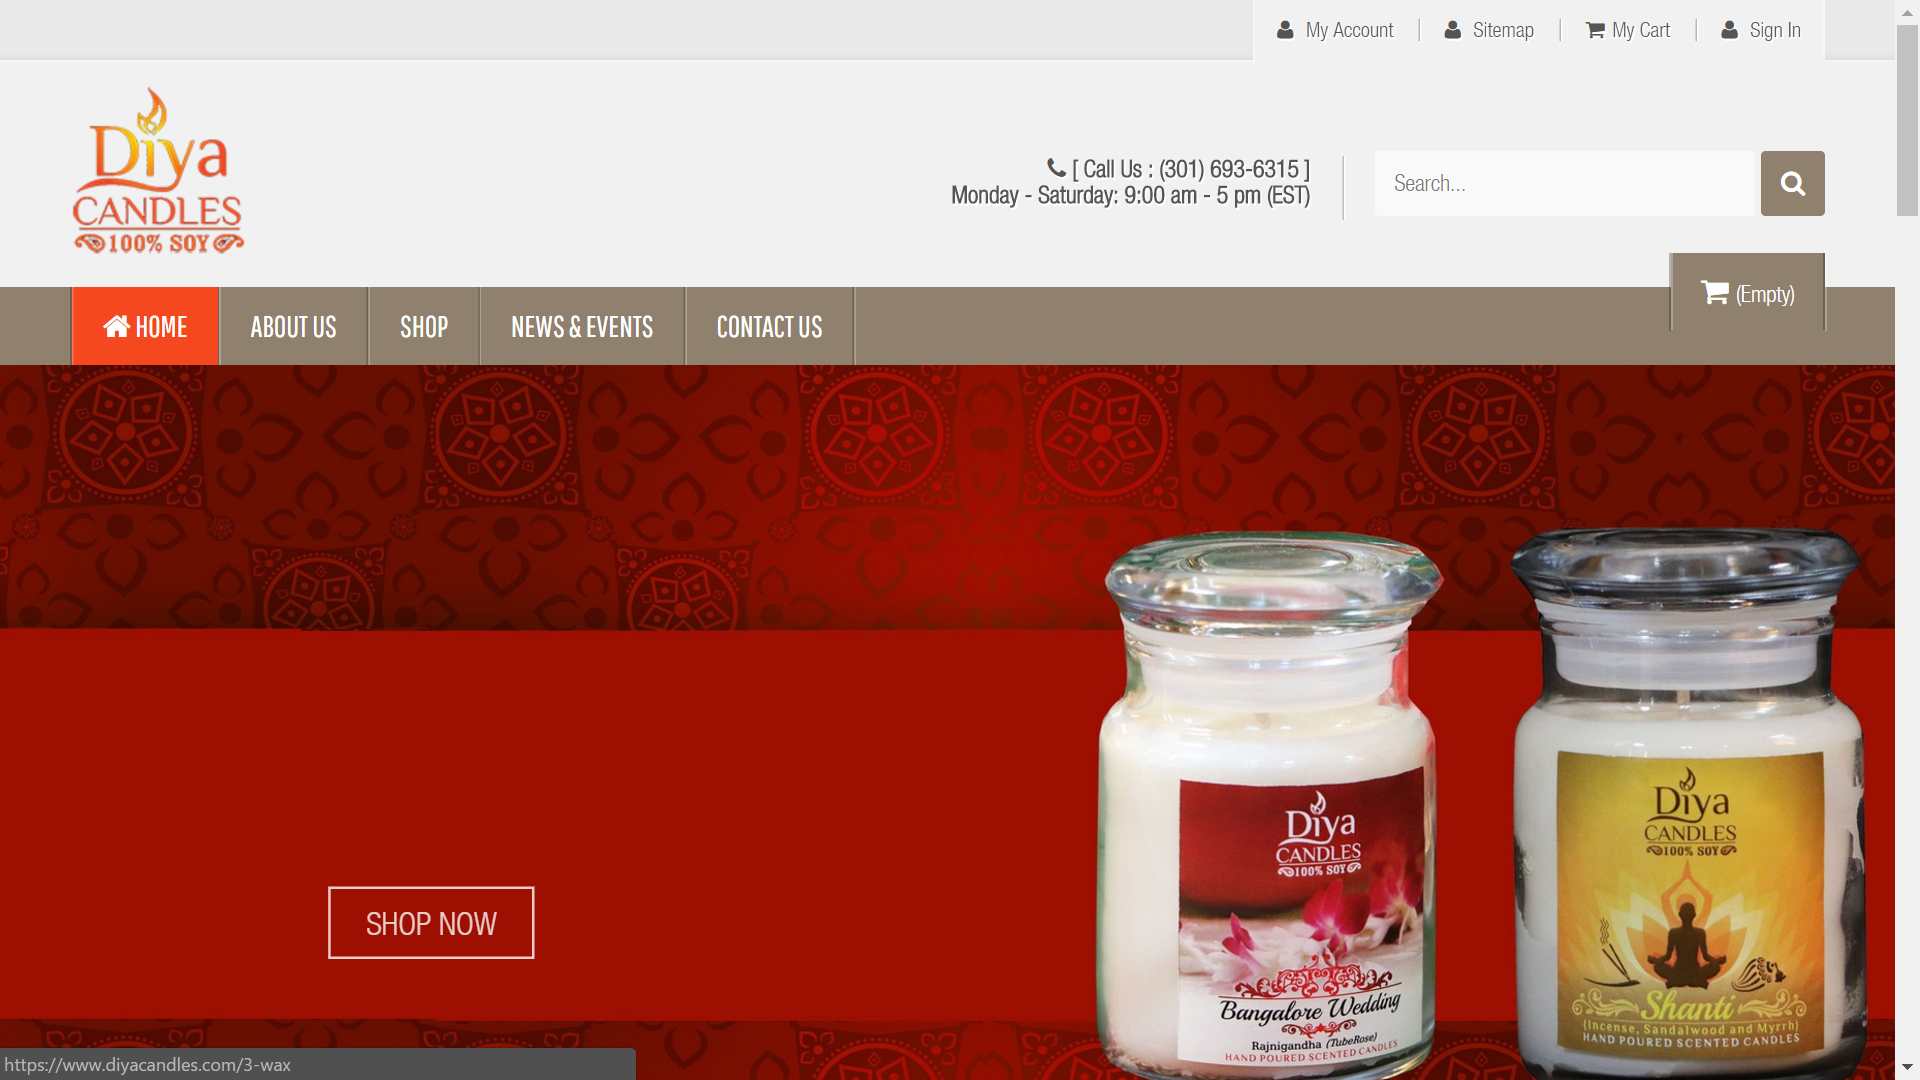 My Account
Sitemap
My Cart
Sign In
Diya
CANDLES
100% SOY
[ Call Us : (301) 693-6315 ]
Monday - Saturday: 9:00 am - 5 pm (EST)
Search...
(Empty)
HOME
ABOUT US
SHOP
NEWS & EVENTS
CONTACT US
SHOP NOW
Diya
CANDLES
100% SOY
Bangalore Wedding
Rajnigandha (TubeRose)
HAND POURED SCENTED CANDLES
Diya
CANDLES
100% SOY
Shanti
(Incense, Sandalwood and Myrrh)
HAND POURED SCENTED CANDLES
https://www.diyacandles.com/3-wax